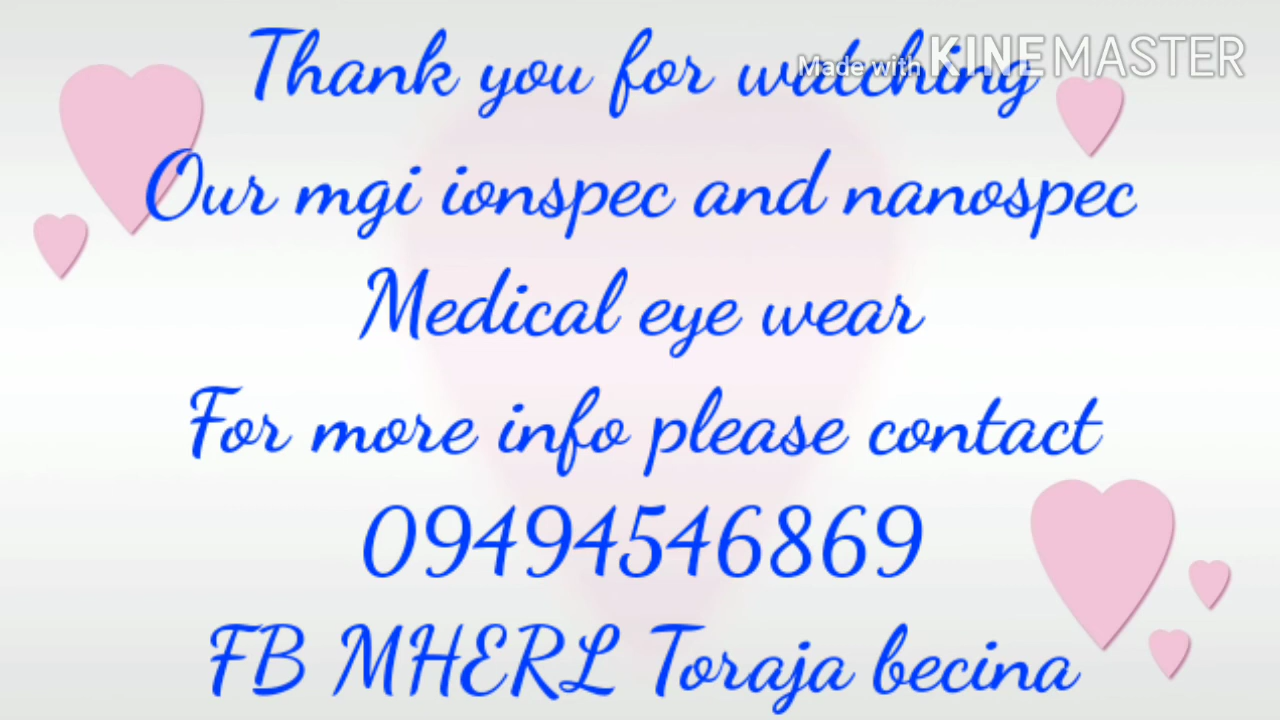 Thank you for watching
Made with KINEMASTER
Our mgi ionspec and nanospec
Medical eye wear
For more info please contact
09494546869
FB MHERL Toraja becina